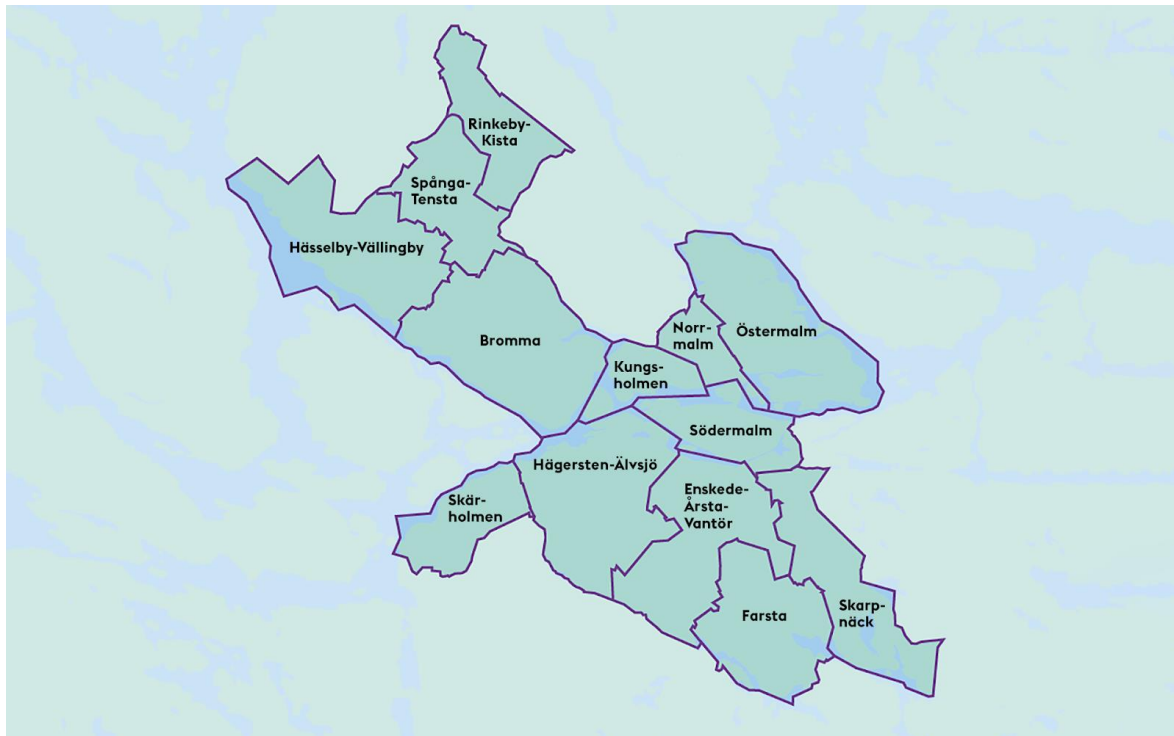 Rinkeby-
Kista
Spånga-
Tensta
Hässelby-Vällingby
Bromma
Norr-
malm
Östermalm
Kungs-
holmen
Södermalm
Hägersten-Älvsjö
Skär-
holmen
Enskede-
Årsta-
Vantör
Farsta
Skarp-
näck